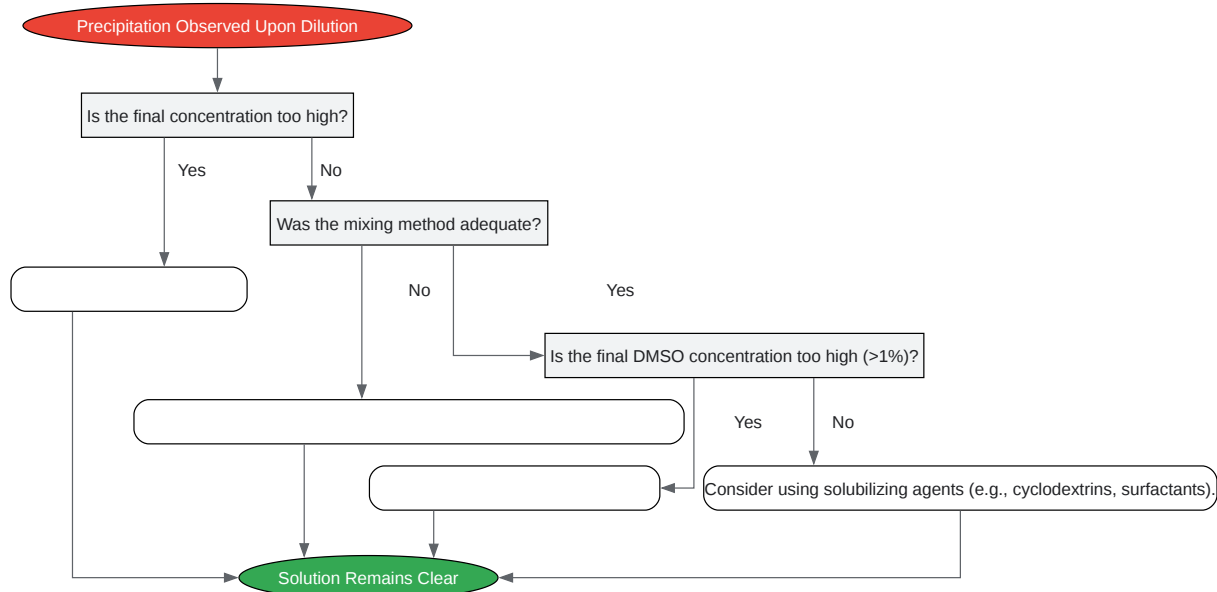 Precipitation Observed Upon Dilution
Is the final concentration too high?
Yes
No
Was the mixing method adequate?
No
Yes
Is the final DMSO concentration too high (>1%)?
Yes
No
Consider using solubilizing agents (e.g., cyclodextrins, surfactants).
Solution Remains Clear